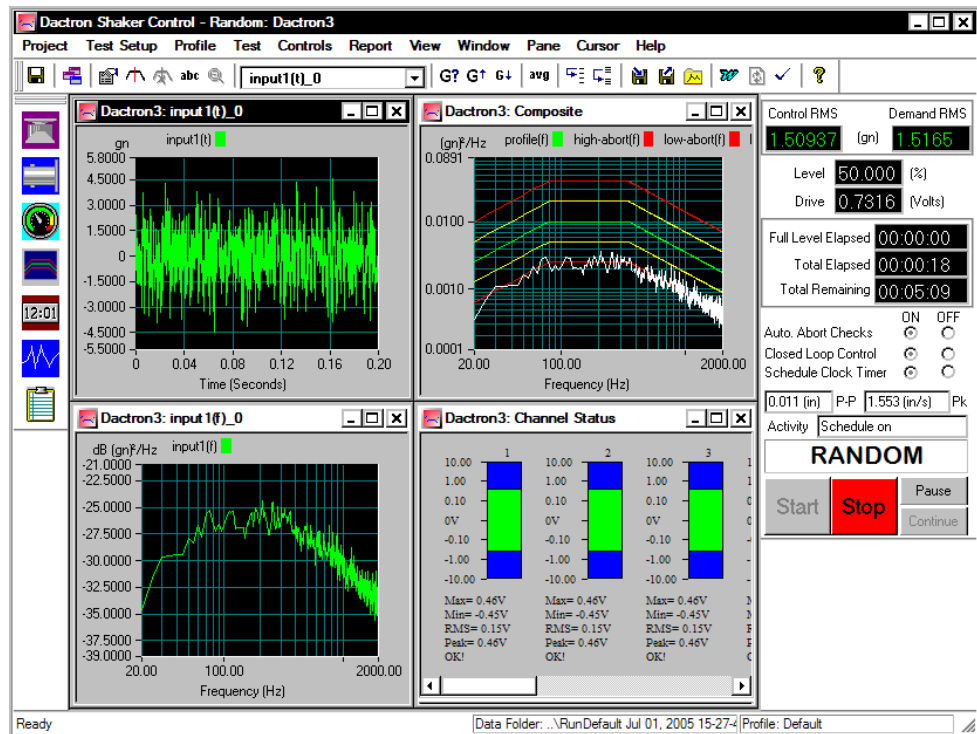 Dactron Shaker Control - Random: Dactron3
Project Test Setup Profile Test Controls Report View Window Pane Cursor Help
abc input1(t)_0 G? G↑ G↓ avg ?
Dactron3: input1(t)_0
gn input1(t)
5.8000
4.5000
3.0000
1.5000
0
-1.5000
-3.0000
-4.5000
-5.5000
0 0.04 0.08 0.12 0.16 0.20
Time (Seconds)
Dactron3: Composite
(gn)²/Hz profile(f) high-abort(f) low-abort(f)
0.0891
0.0100
0.0010
0.0001
20.00 100.00 2000.00
Frequency (Hz)
12:01
Dactron3: input1(f)_0
dB (gn)²/Hz input1(f)
-21.0000
-22.5000
-25.0000
-27.5000
-30.0000
-32.5000
-35.0000
-37.5000
-39.0000
20.00 100.00 2000.00
Frequency (Hz)
Dactron3: Channel Status
1 2 3
10.00 10.00 10.00
1.00 1.00 1.00
0.10 0.10 0.10
0V 0V 0V
-0.10 -0.10 -0.10
-1.00 -1.00 -1.00
-10.00 -10.00 -10.00
Max= 0.46V Max= 0.46V Max= 0.46V
Min= -0.45V Min= -0.45V Min= -0.45V
RMS= 0.15V RMS= 0.15V RMS= 0.15V
Peak= 0.46V Peak= 0.46V Peak= 0.46V
OK! OK! OK!
Control RMS Demand RMS
1.50937 (gn) 1.5165
Level 50.000 (%)
Drive 0.7316 (Volts)
Full Level Elapsed 00:00:00
Total Elapsed 00:00:18
Total Remaining 00:05:09
ON OFF
Auto. Abort Checks
Closed Loop Control
Schedule Clock Timer
0.011 (in) P-P 1.553 (in/s) Pk
Activity Schedule on
RANDOM
Start Stop Pause
Continue
Ready Data Folder: ..\RunDefault Jul 01, 2005 15-27-4 Profile: Default